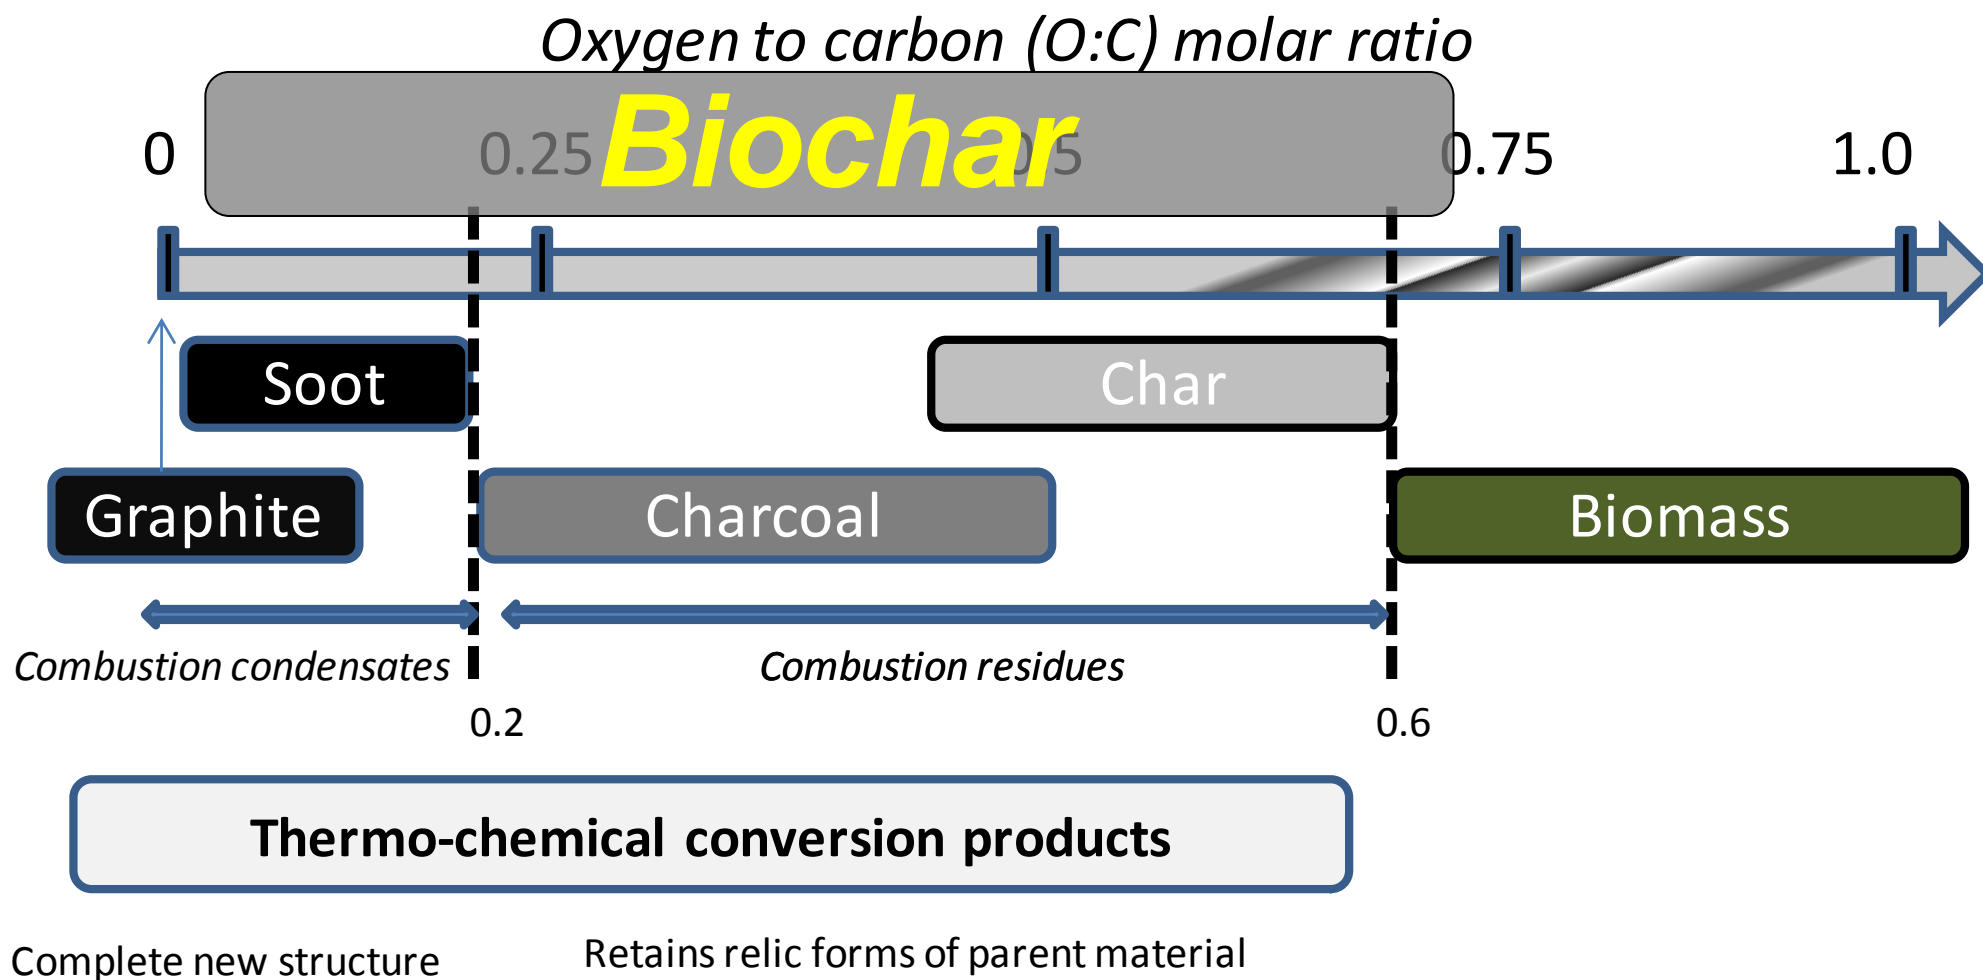 Oxygen to carbon (O:C) molar ratio
Biochar
0 0.25 0.5 0.75 1.0
Soot Char
Graphite Charcoal Biomass
Combustion condensates Combustion residues
0.2 0.6
Thermo-chemical conversion products
Complete new structure Retains relic forms of parent material